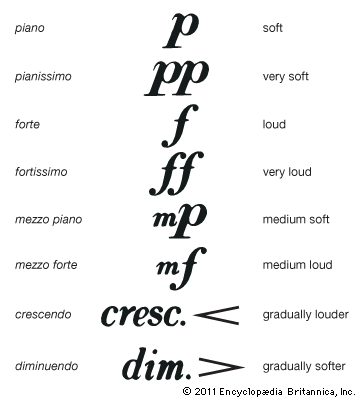 piano p soft
pianissimo pp very soft
forte f loud
fortissimo ff very loud
mezzo piano mp medium soft
mezzo forte mf medium loud
crescendo cresc. gradually louder
diminuendo dim. gradually softer
© 2011 Encyclopædia Britannica, Inc.